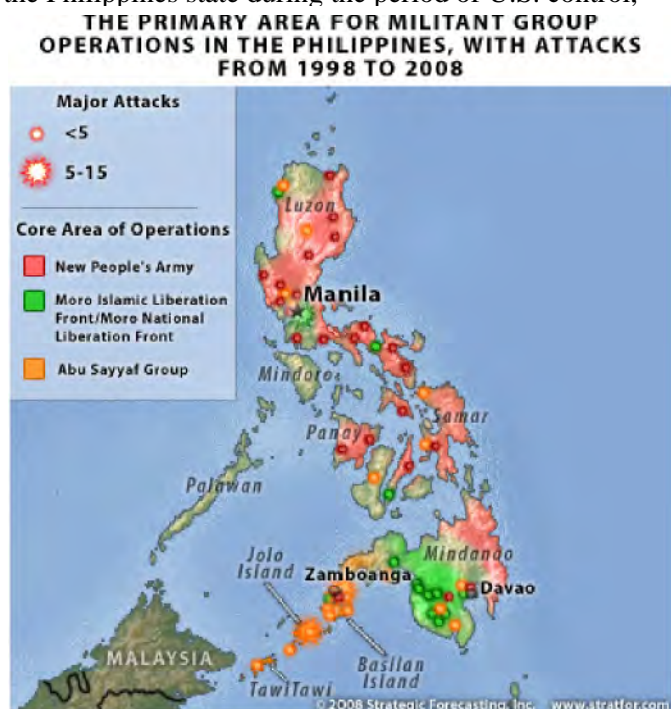 the Philippines state during the period of U.S. control,
THE PRIMARY AREA FOR MILITANT GROUP
OPERATIONS IN THE PHILIPPINES, WITH ATTACKS
FROM 1998 TO 2008
Major Attacks
<5
5-15
Core Area of Operations
New People's Army
Moro Islamic Liberation
Front/Moro National
Liberation Front
Abu Sayyaf Group
Luzon
Manila
Mindoro
Samar
Panay
Palawan
Mindanao
Jolo
Island
Zamboanga
Davao
MALAYSIA
Basilan
Island
TawiTawi
© 2008 Strategic Forecasting, Inc. www.stratfor.com